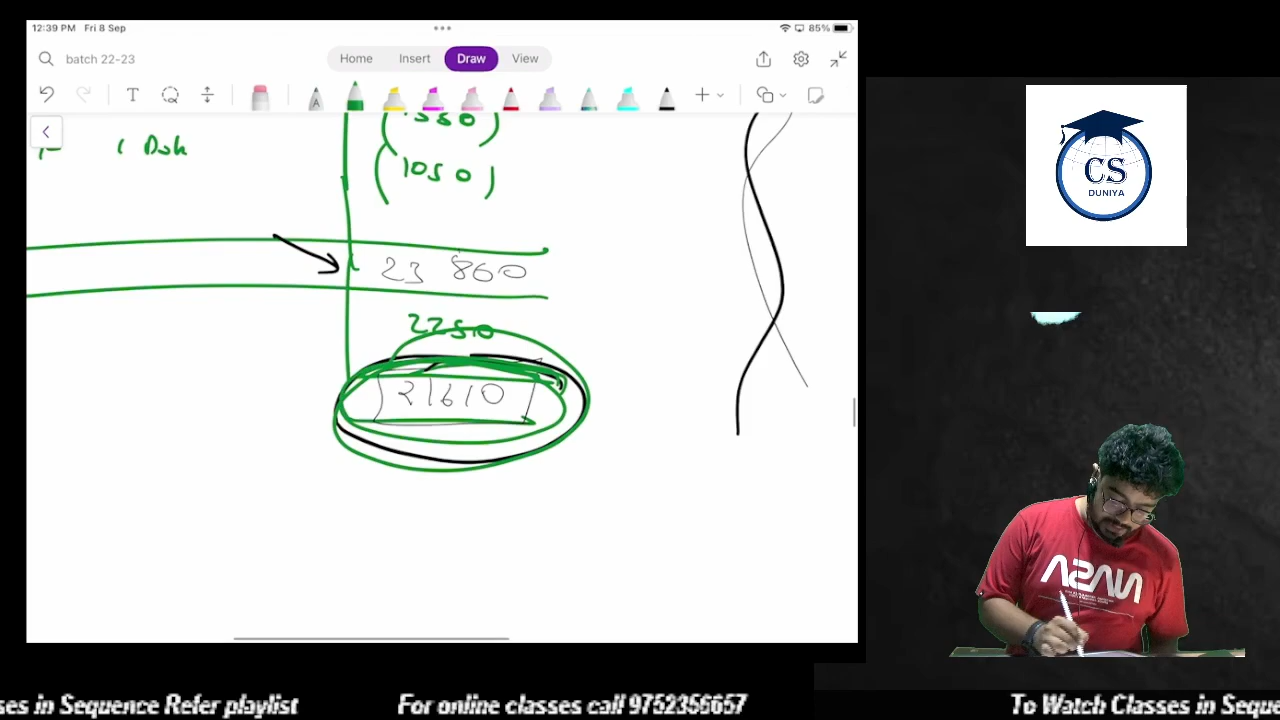 12:39 PM Fri 8 Sep
85%
batch 22-23
Home Insert Draw View
T
A
(1050)
23 860
2250
21610
CS
DUNIYA
NASA
ses in Sequence Refer playlist For online classes call 9752356657 To Watch Classes in Seque